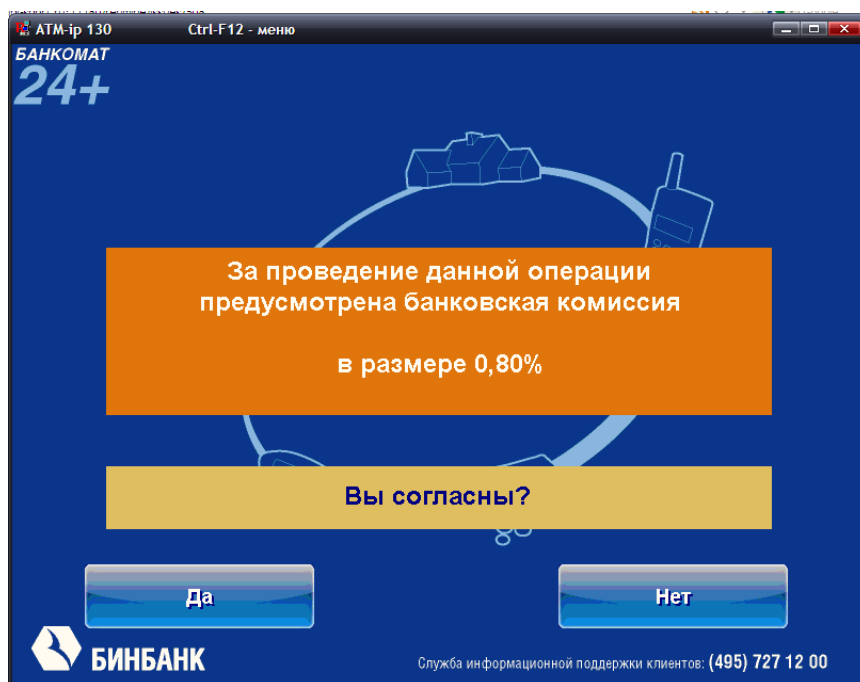 ATM-ip 130 Ctrl-F12 - меню
БАНКОМАТ
24+
За проведение данной операции
предусмотрена банковская комиссия
в размере 0,80%
Вы согласны?
Да Нет
БИНБАНК
Служба информационной поддержки клиентов: (495) 727 12 00